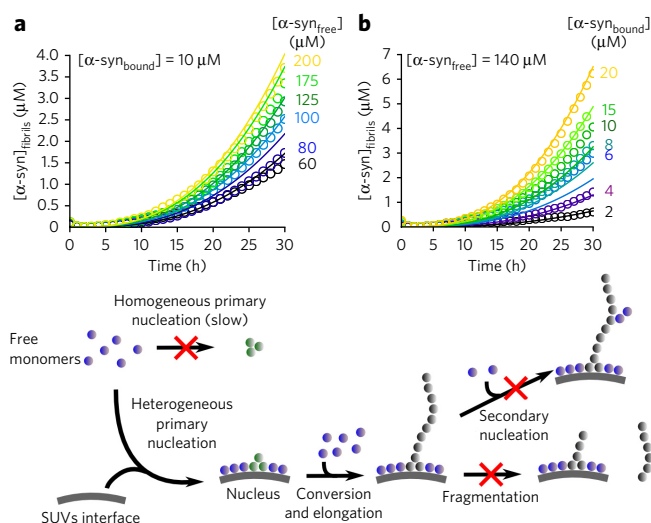 a
[α-syn_free]
(μM)
[α-syn_bound] = 10 μM
4.0
3.5
3.0
2.5
2.0
1.5
1.0
0.5
0
[α-syn]_fibrils (μM)
200
175
125
100
80
60
0 5 10 15 20 25 30
Time (h)
b
[α-syn_bound]
(μM)
[α-syn_free] = 140 μM
7
6
5
4
3
2
1
0
[α-syn]_fibrils (μM)
20
15
10
8
6
4
2
0 5 10 15 20 25 30
Time (h)
Homogeneous primary
nucleation (slow)
Free
monomers
Heterogeneous
primary
nucleation
SUVs interface
Nucleus
Conversion
and elongation
Secondary
nucleation
Fragmentation